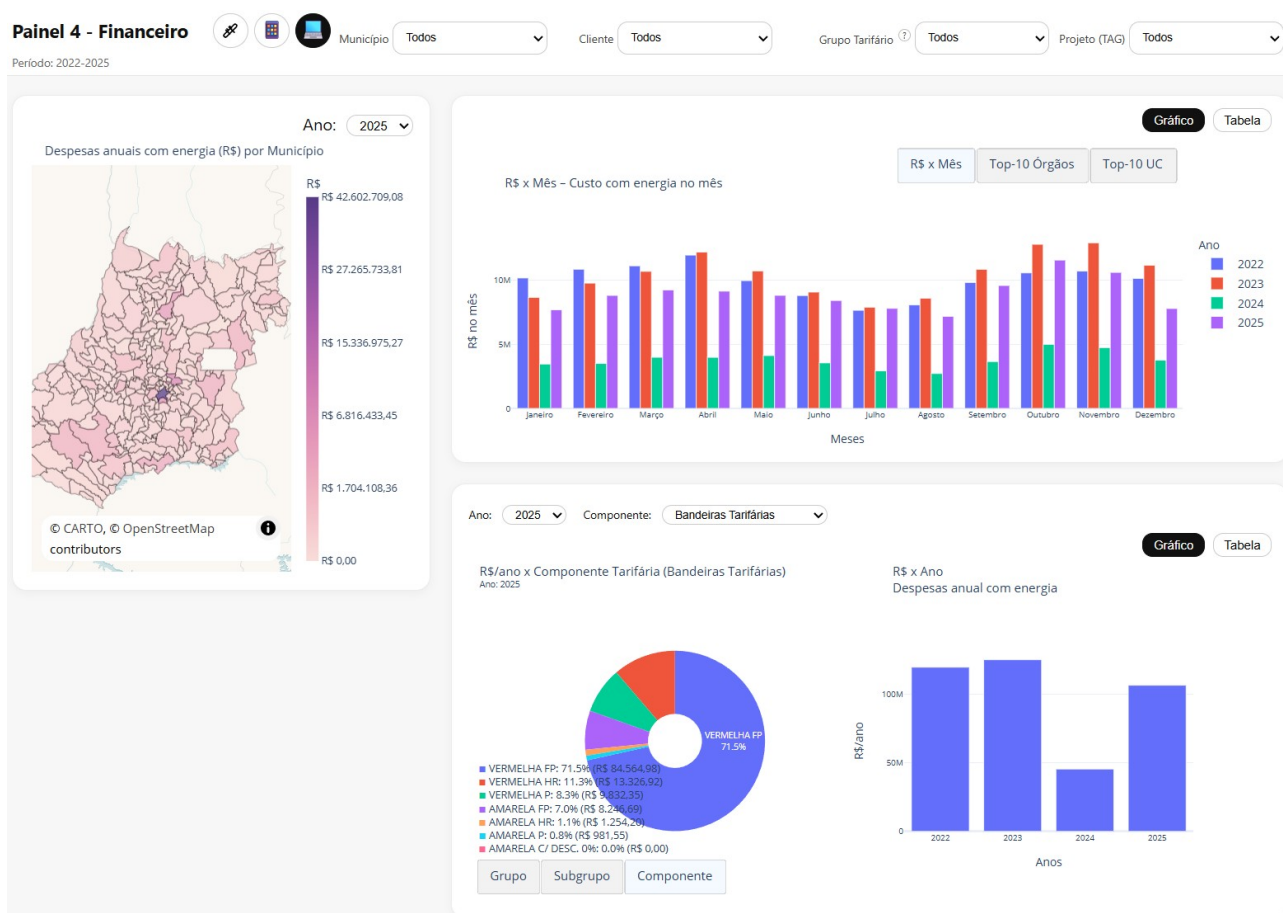 Painel 4 - Financeiro
Município Todos
Cliente Todos
Grupo Tarifário ? Todos
Projeto (TAG) Todos
Período: 2022-2025
Ano: 2025
Despesas anuais com energia (R$) por Município
R$
R$ 42.602.709,08
R$ 27.265.733,81
R$ 15.336.975,27
R$ 6.816.433,45
R$ 1.704.108,36
R$ 0,00
© CARTO, © OpenStreetMap
contributors
Gráfico Tabela
R$ x Mês Top-10 Órgãos Top-10 UC
R$ x Mês – Custo com energia no mês
R$ no mês
10M
5M
0
Janeiro Fevereiro Março Abril Maio Junho Julho Agosto Setembro Outubro Novembro Dezembro
Meses
Ano
2022
2023
2024
2025
Ano: 2025 Componente: Bandeiras Tarifárias
Gráfico Tabela
R$/ano x Componente Tarifária (Bandeiras Tarifárias)
Ano: 2025
VERMELHA FP
71.5%
VERMELHA FP: 71.5% (R$ 84.564,98)
VERMELHA HR: 11.3% (R$ 13.326,92)
VERMELHA P: 8.3% (R$ 9.832,35)
AMARELA FP: 7.0% (R$ 8.246,69)
AMARELA HR: 1.1% (R$ 1.254,20)
AMARELA P: 0.8% (R$ 981,55)
AMARELA C/ DESC. 0%: 0.0% (R$ 0,00)
Grupo Subgrupo Componente
R$ x Ano
Despesas anual com energia
R$/ano
100M
50M
0
2022 2023 2024 2025
Anos